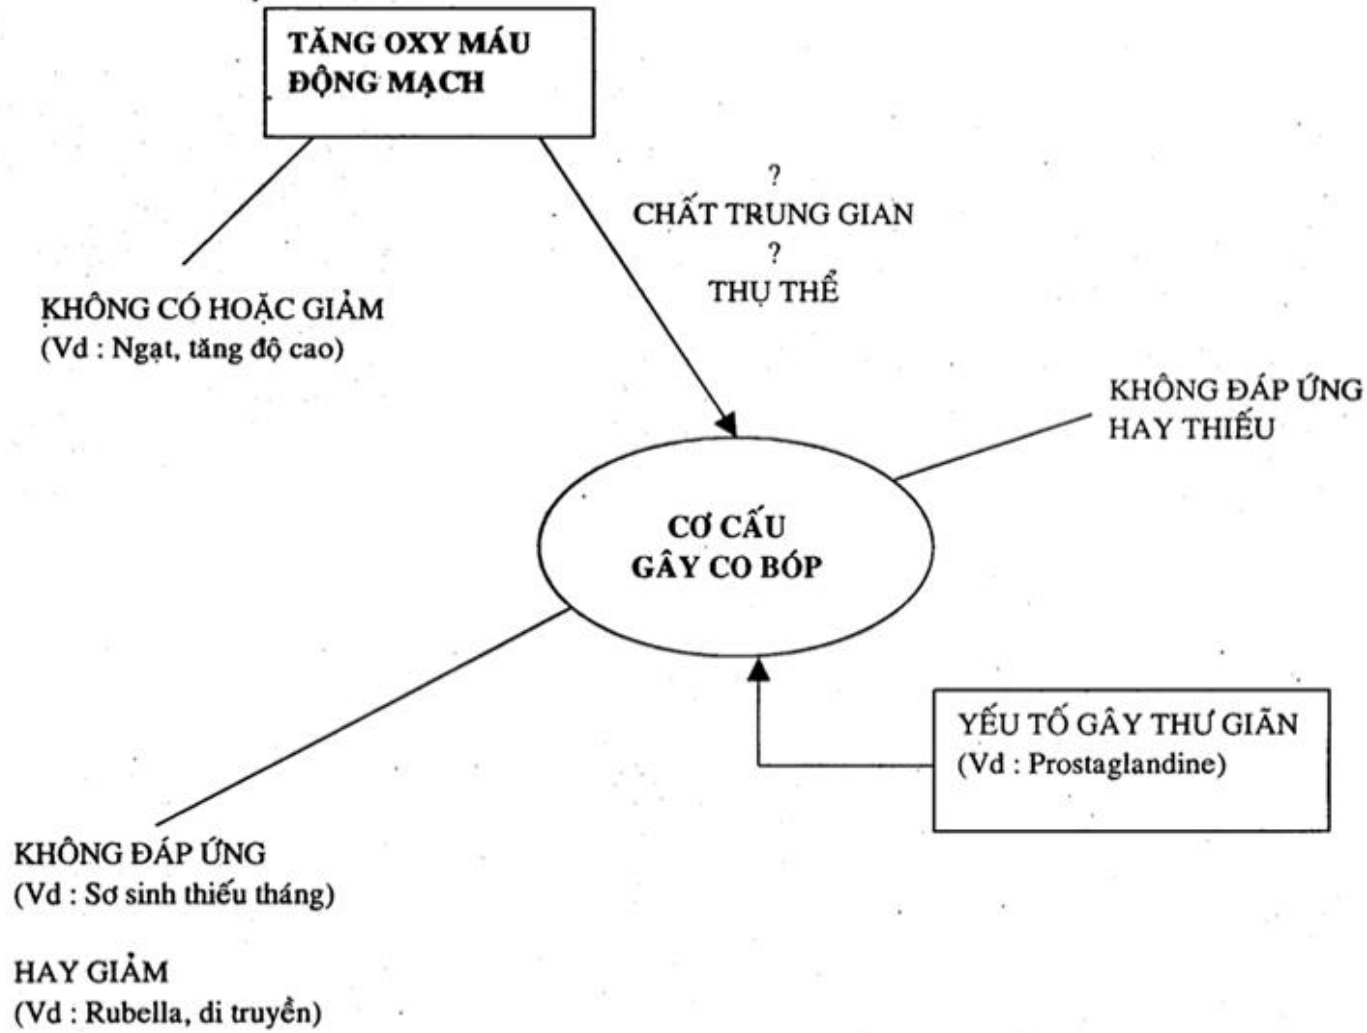 TĂNG OXY MÁU
ĐỘNG MẠCH
?
CHẤT TRUNG GIAN
?
THỤ THỂ
KHÔNG CÓ HOẶC GIẢM
(Vd : Ngạt, tăng độ cao)
KHÔNG ĐÁP ỨNG
HAY THIẾU
CƠ CẤU
GÂY CO BÓP
YẾU TỐ GÂY THƯ GIÃN
(Vd : Prostaglandine)
KHÔNG ĐÁP ỨNG
(Vd : Sơ sinh thiếu tháng)
HAY GIẢM
(Vd : Rubella, di truyền)